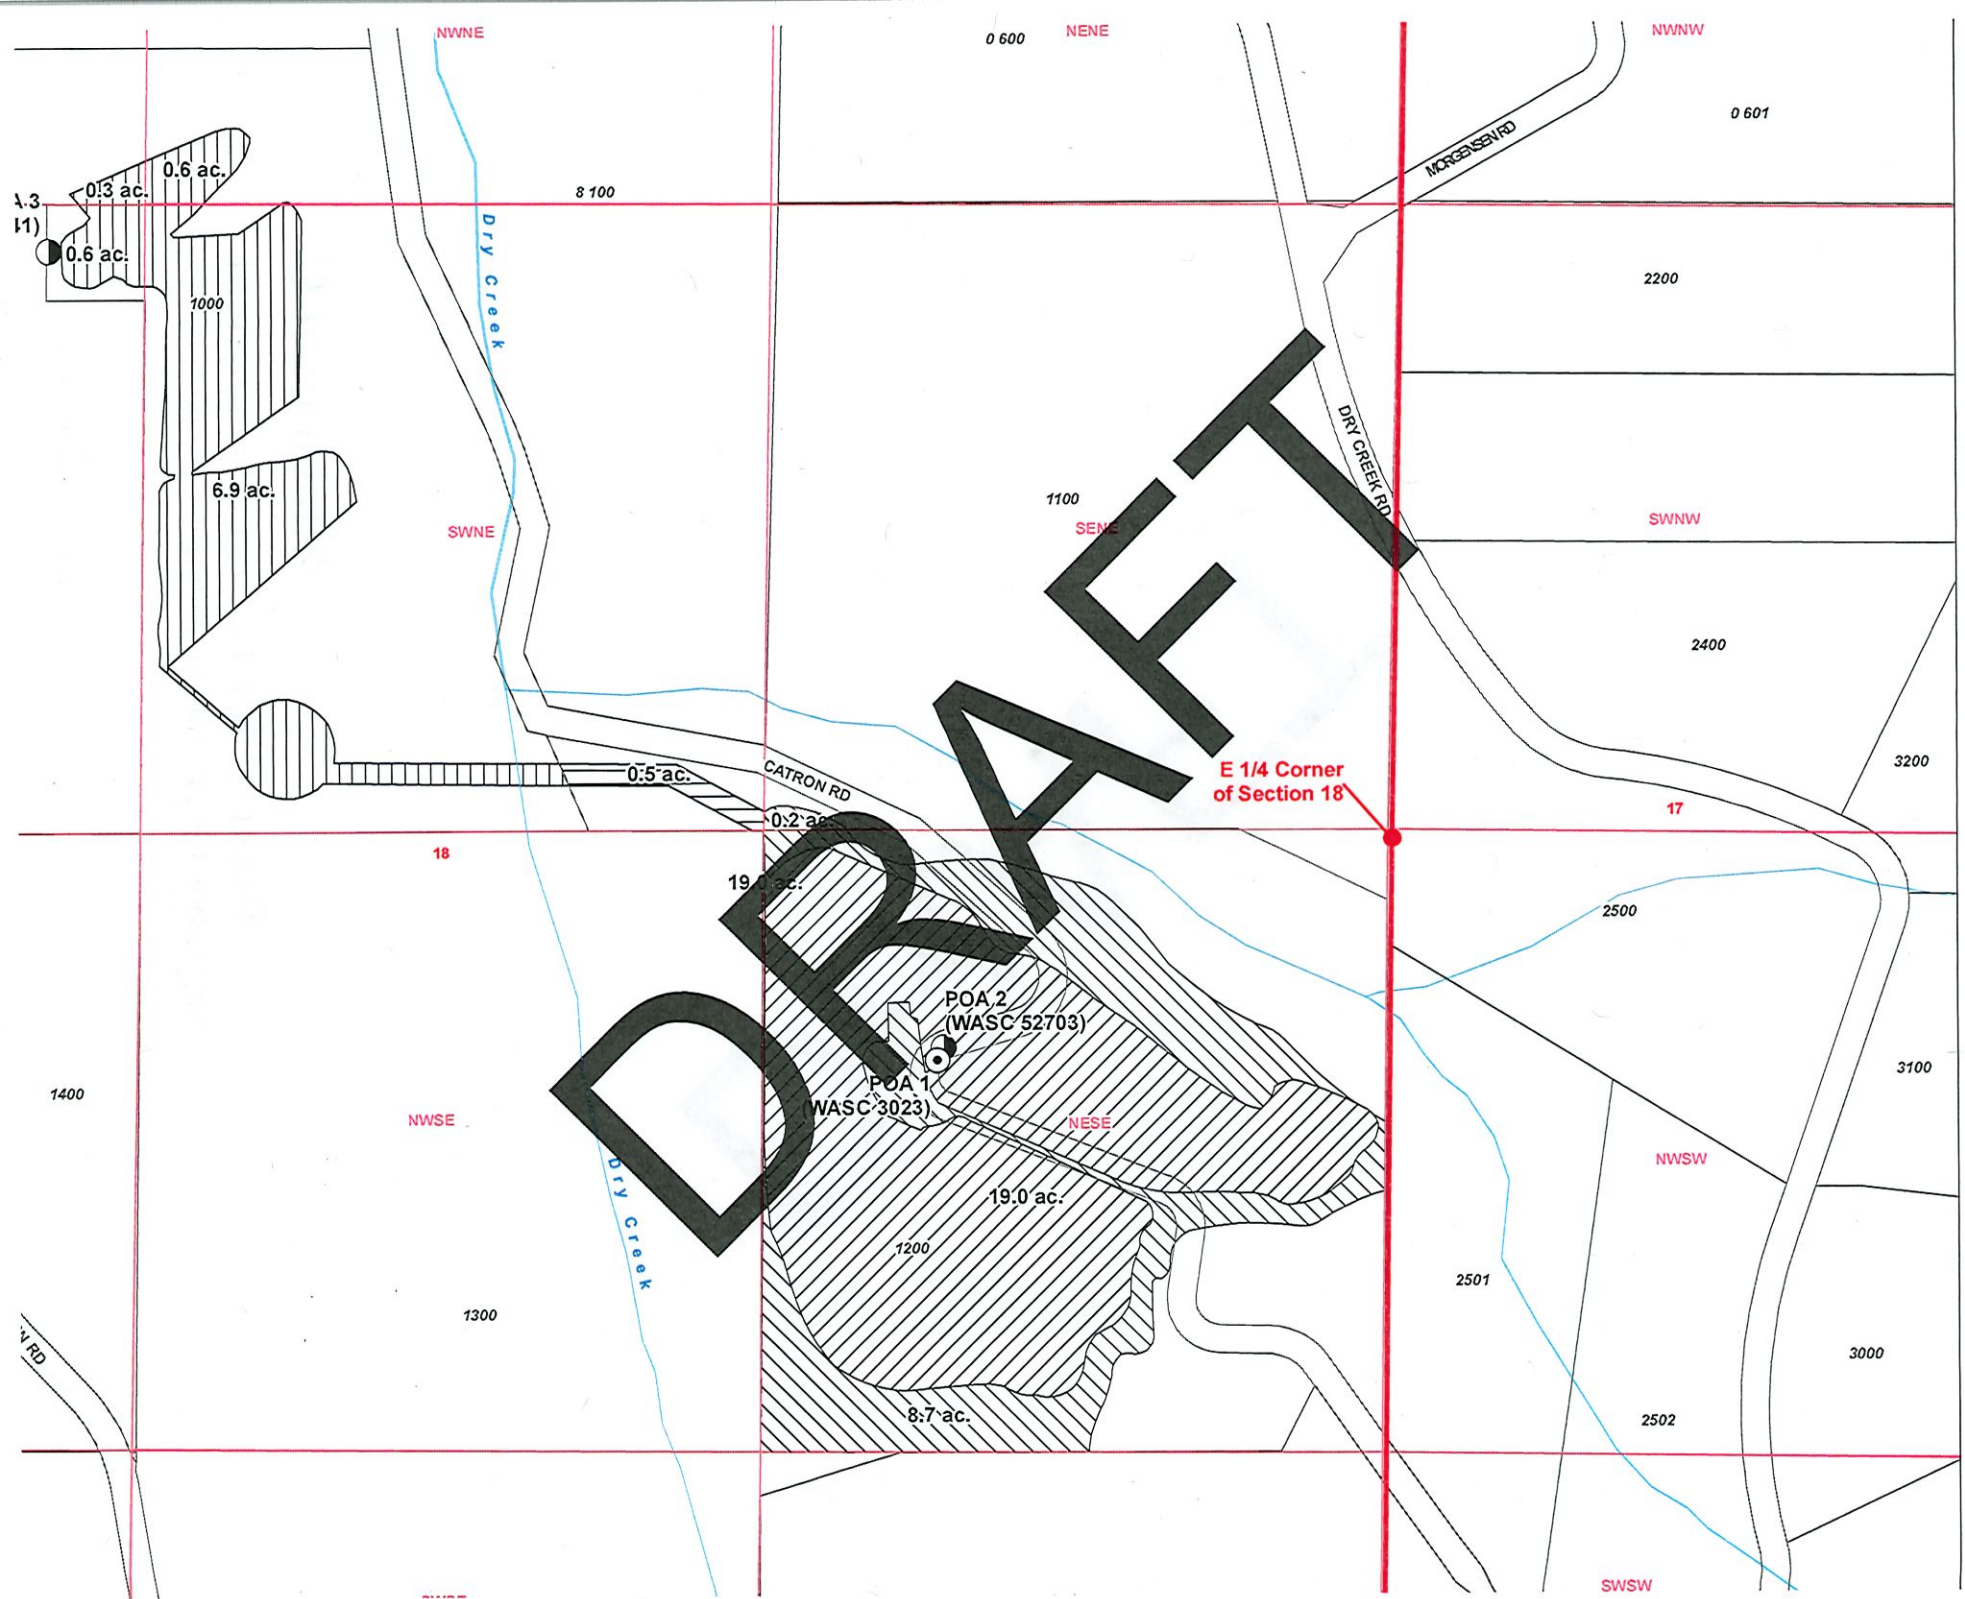 NWNE
0 600
NENE
NWNW
0 601
MORGENSEN RD
0.6 ac.
0.3 ac.
8 100
0.6 ac.
1000
Dry Creek
2200
6.9 ac.
SWNE
1100
SENE
DRY CREEK RD
SWNW
2400
3200
E 1/4 Corner
of Section 18
17
CATRON RD
0.5 ac.
0.2 ac.
18
19.0 ac.
2500
DRAFT
POA 2
(WASC 52703)
POA 1
(WASC 3023)
3100
1400
NWSE
NESE
NWSW
Dry Creek
19.0 ac.
1200
2501
1300
RD
3000
8.7 ac.
2502
SWSW